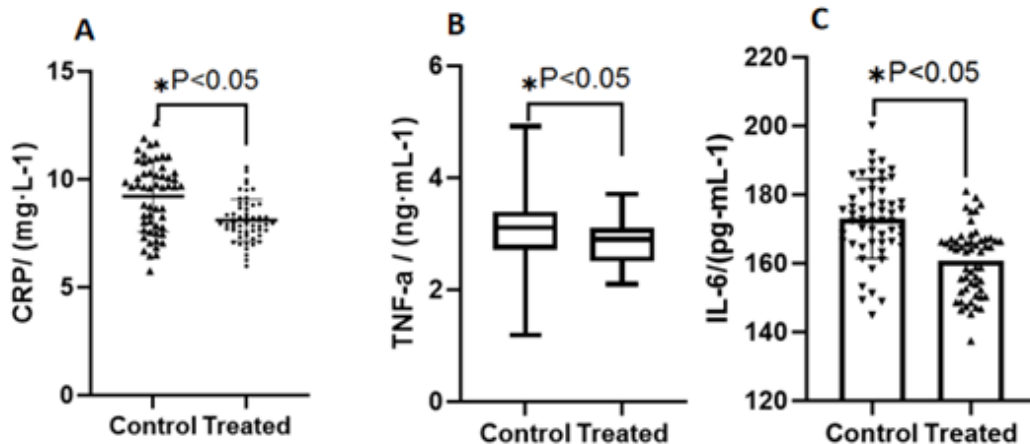 A
CRP/ (mg·L-1)
15
10
5
0
*P<0.05
Control Treated
B
TNF-a / (ng·mL-1)
6
4
2
0
*P<0.05
Control Treated
C
IL-6/(pg-mL-1)
220
200
180
160
140
120
*P<0.05
Control Treated